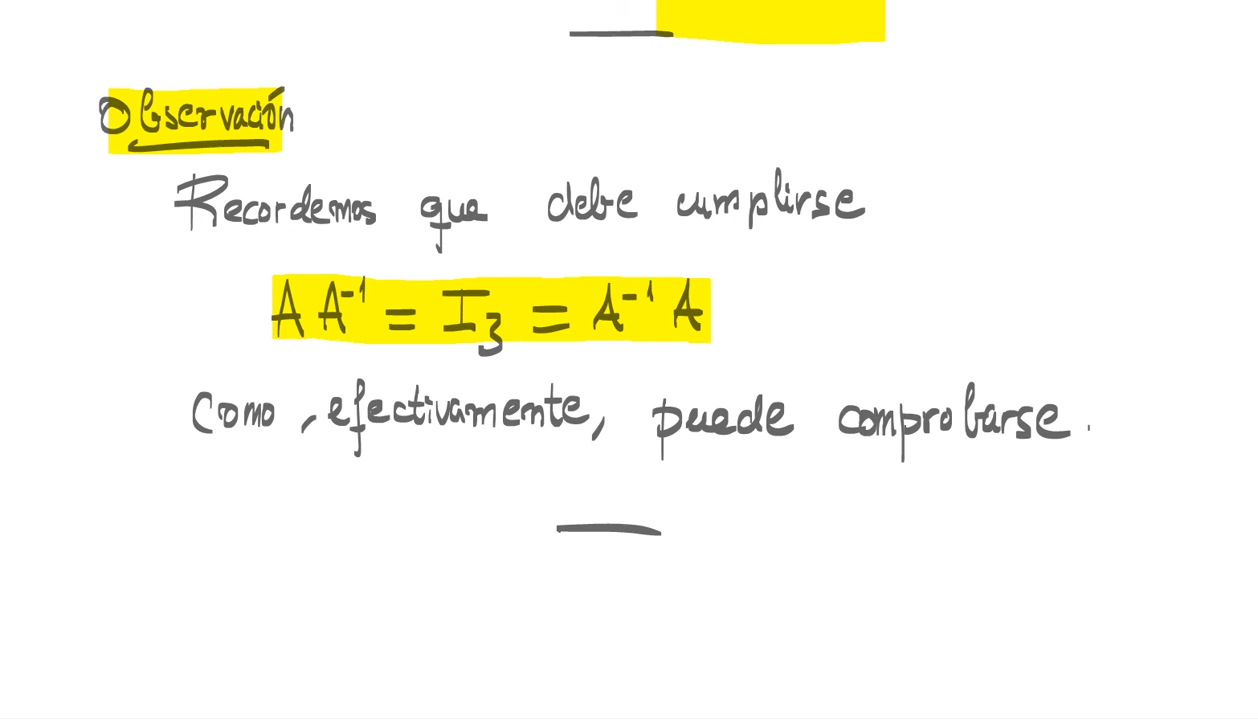 Observación
Recordemos que debe cumplirse
A A⁻¹ = I₃ = A⁻¹ A
Como, efectivamente, puede comprobarse.